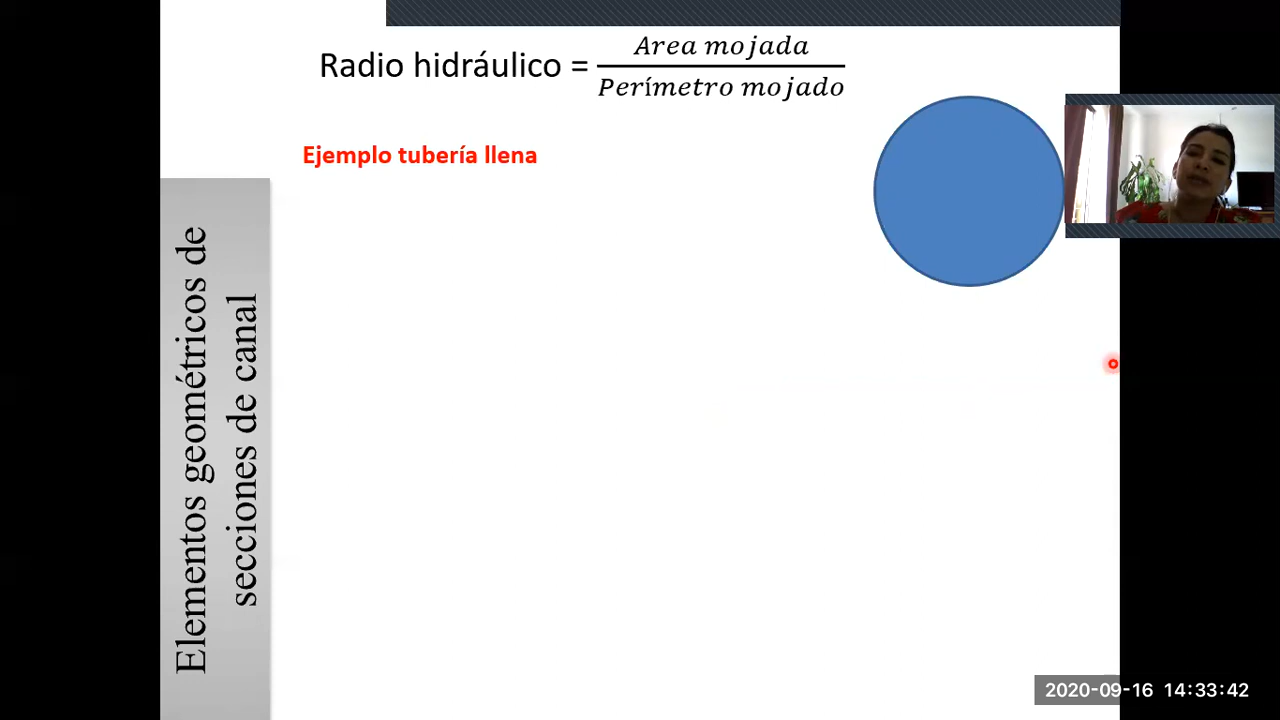 Radio hidráulico = Area mojada / Perímetro mojado
Ejemplo tubería llena
Elementos geométricos de
secciones de canal
2020-09-16 14:33:42